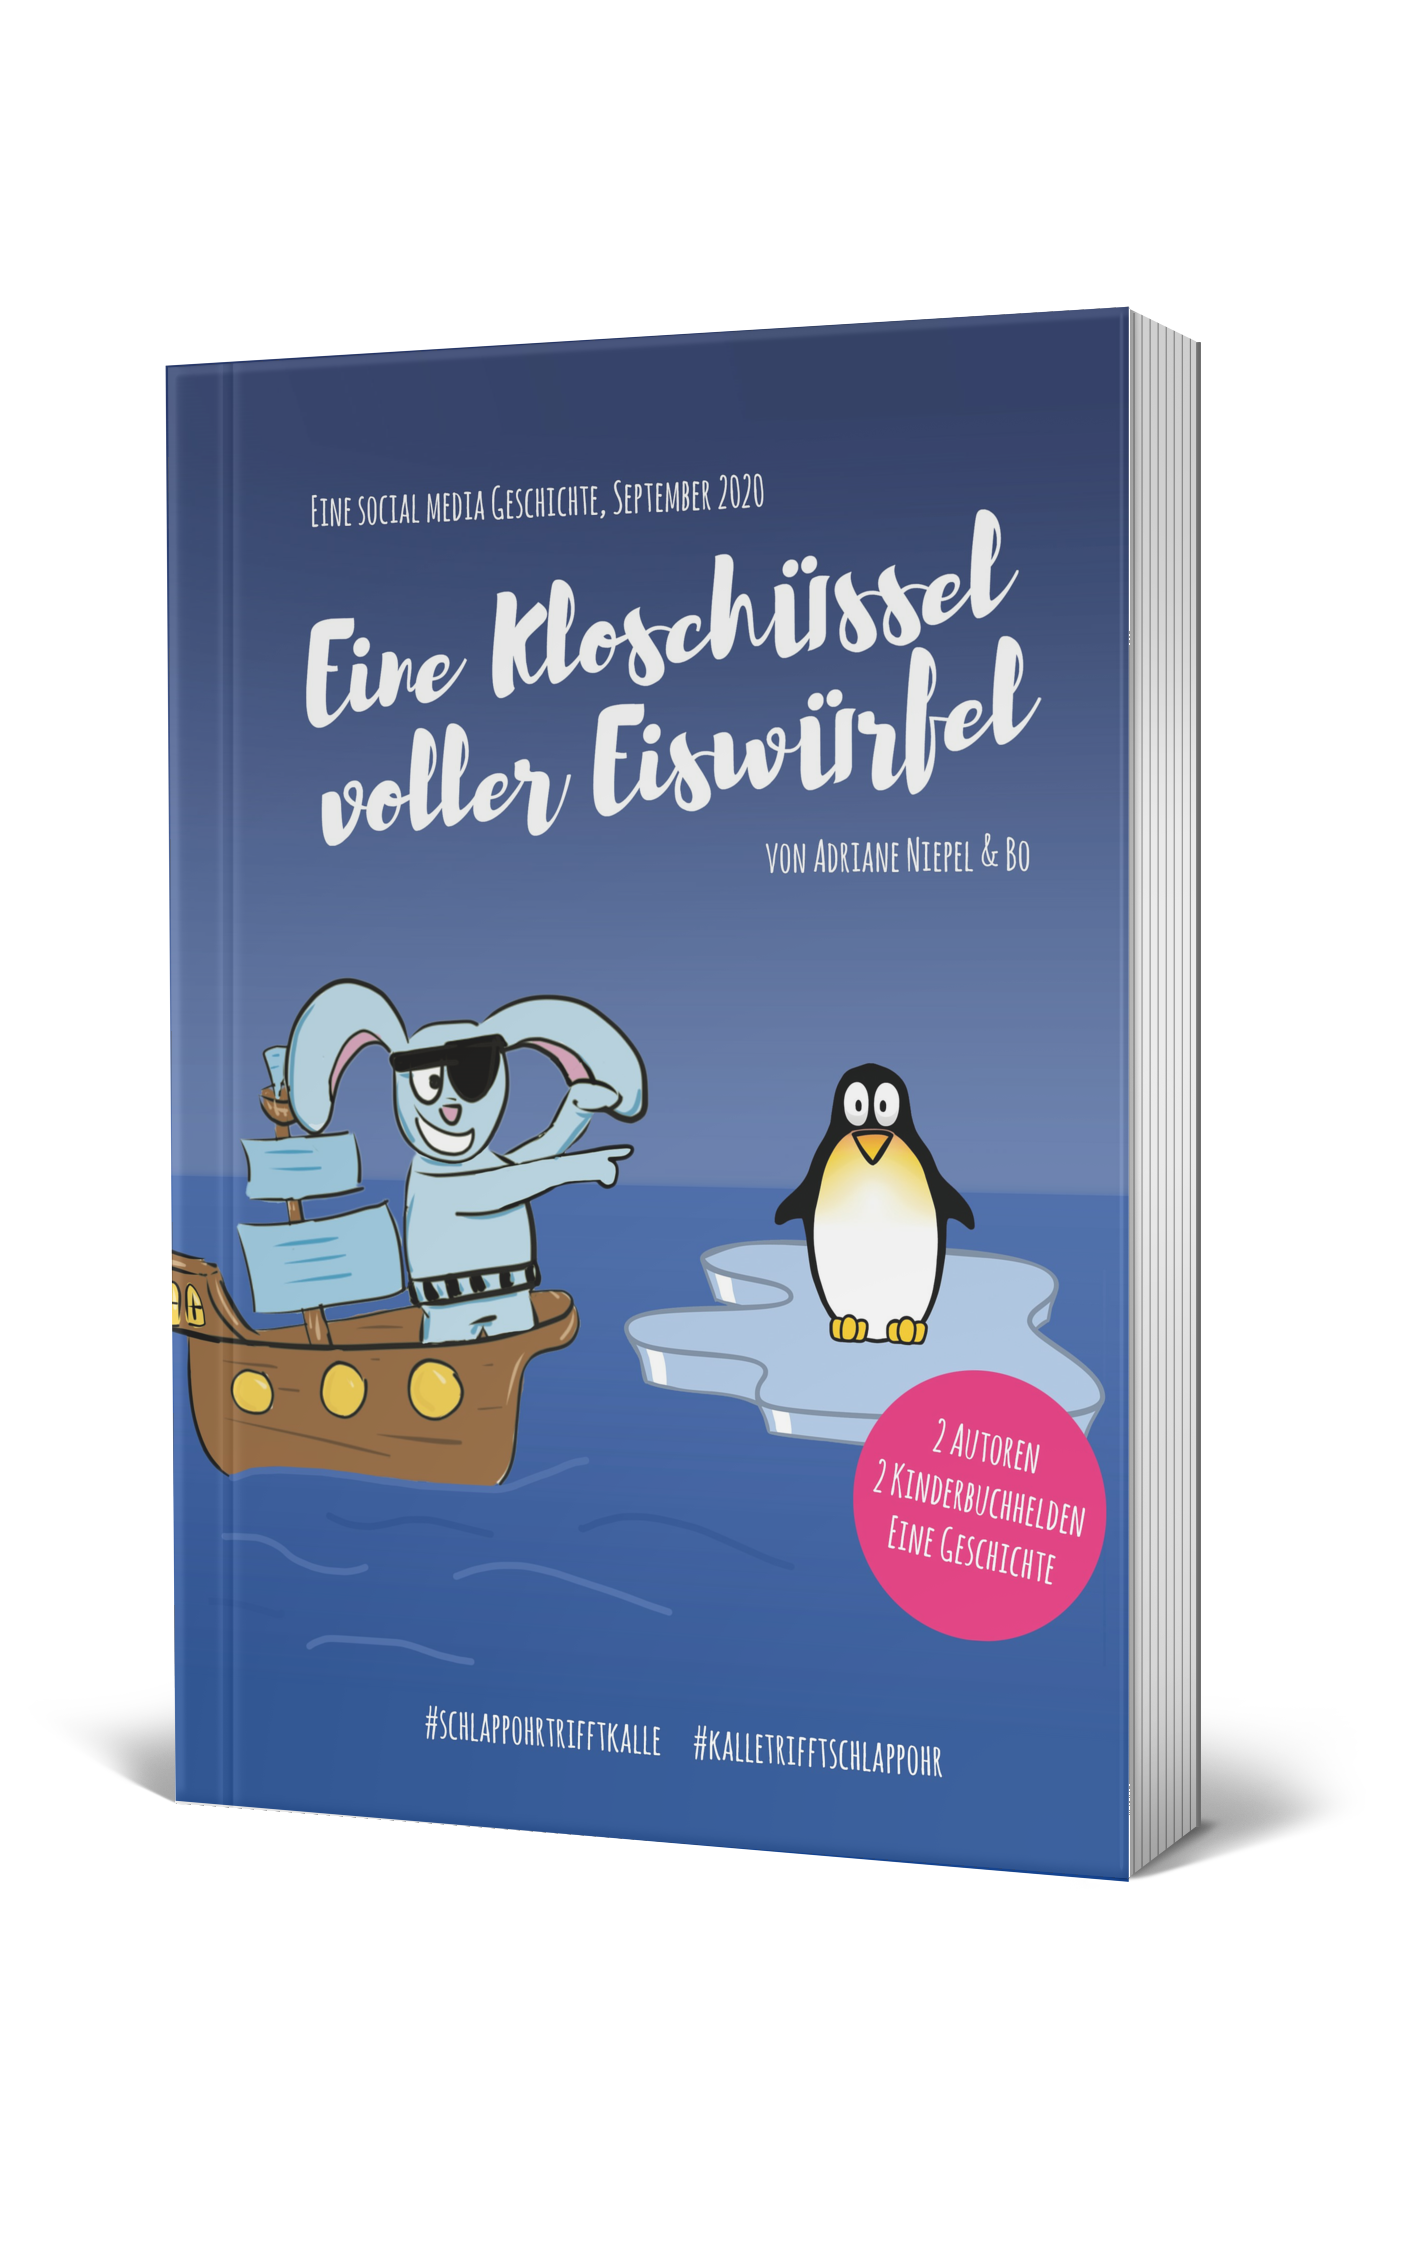 Eine social media Geschichte, September 2020
Eine Kloschüssel
voller Eiswürfel
von Adriane Niepel & Bo
2 Autoren
2 Kinderbuchhelden
Eine Geschichte
#schlappohrtrifftkalle #kalletrifftschlappohr